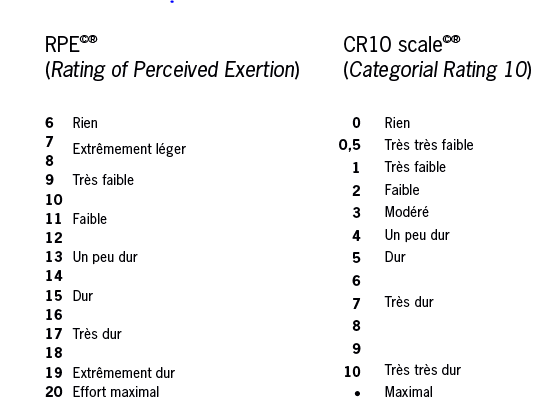 RPE©®
(Rating of Perceived Exertion)
6 Rien
7
Extrêmement léger
8
9 Très faible
10
11 Faible
12
13 Un peu dur
14
15 Dur
16
17 Très dur
18
19 Extrêmement dur
20 Effort maximal
CR10 scale©®
(Categorial Rating 10)
0 Rien
0,5 Très très faible
1 Très faible
2 Faible
3 Modéré
4 Un peu dur
5 Dur
6
7 Très dur
8
9
10 Très très dur
• Maximal